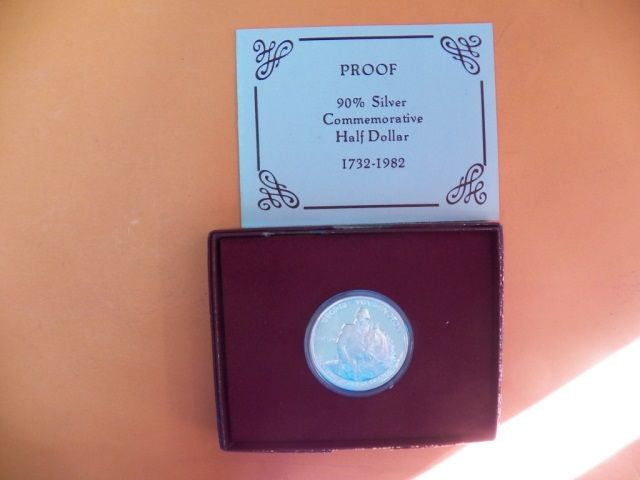 PROOF
90% Silver
Commemorative
Half Dollar
1732-1982